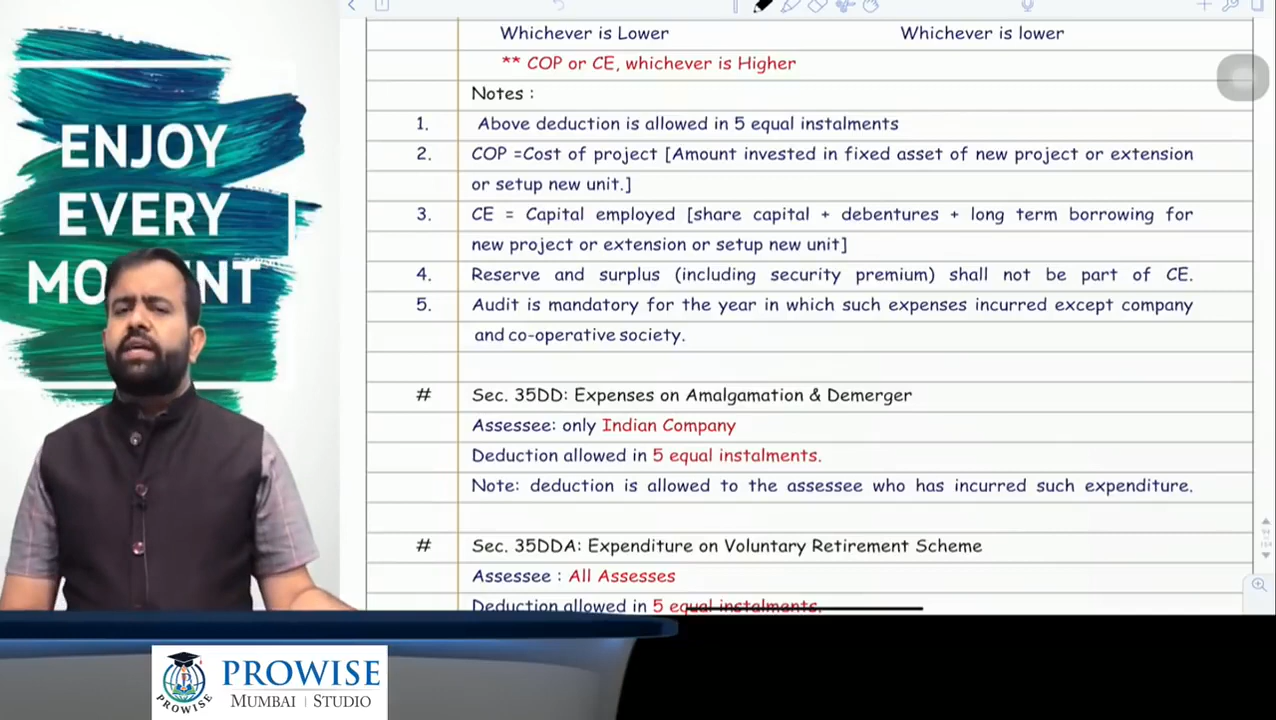 ENJOY
EVERY
MO NT
Whichever is Lower Whichever is lower
** COP or CE, whichever is Higher
Notes :
1. Above deduction is allowed in 5 equal instalments
2. COP =Cost of project [Amount invested in fixed asset of new project or extension
or setup new unit.]
3. CE = Capital employed [share capital + debentures + long term borrowing for
new project or extension or setup new unit]
4. Reserve and surplus (including security premium) shall not be part of CE.
5. Audit is mandatory for the year in which such expenses incurred except company
and co-operative society.
# Sec. 35DD: Expenses on Amalgamation & Demerger
Assessee: only Indian Company
Deduction allowed in 5 equal instalments.
Note: deduction is allowed to the assessee who has incurred such expenditure.
# Sec. 35DDA: Expenditure on Voluntary Retirement Scheme
Assessee : All Assesses
Deduction allowed in 5 equal instalments.
PROWISE
PROWISE
MUMBAI | STUDIO